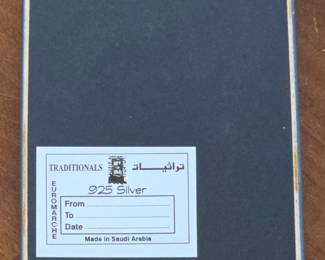 TRADITIONALS تراثيات
925 Silver
EUROMARCHE
From
To
Date
Made in Saudi Arabia